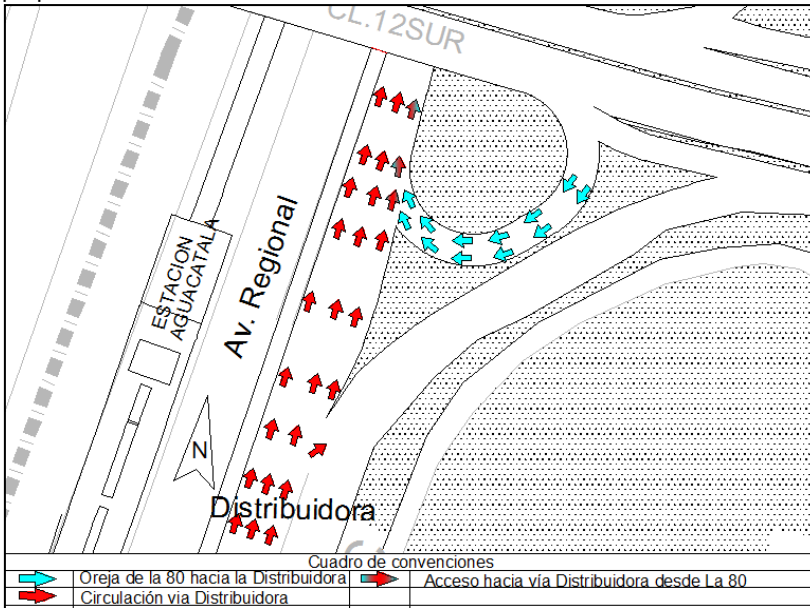 CL.12SUR
ESTACION
AGUACATALA
Av. Regional
N
Distribuidora
Cuadro de convenciones
Oreja de la 80 hacia la Distribuidora
Acceso hacia vía Distribuidora desde La 80
Circulación via Distribuidora